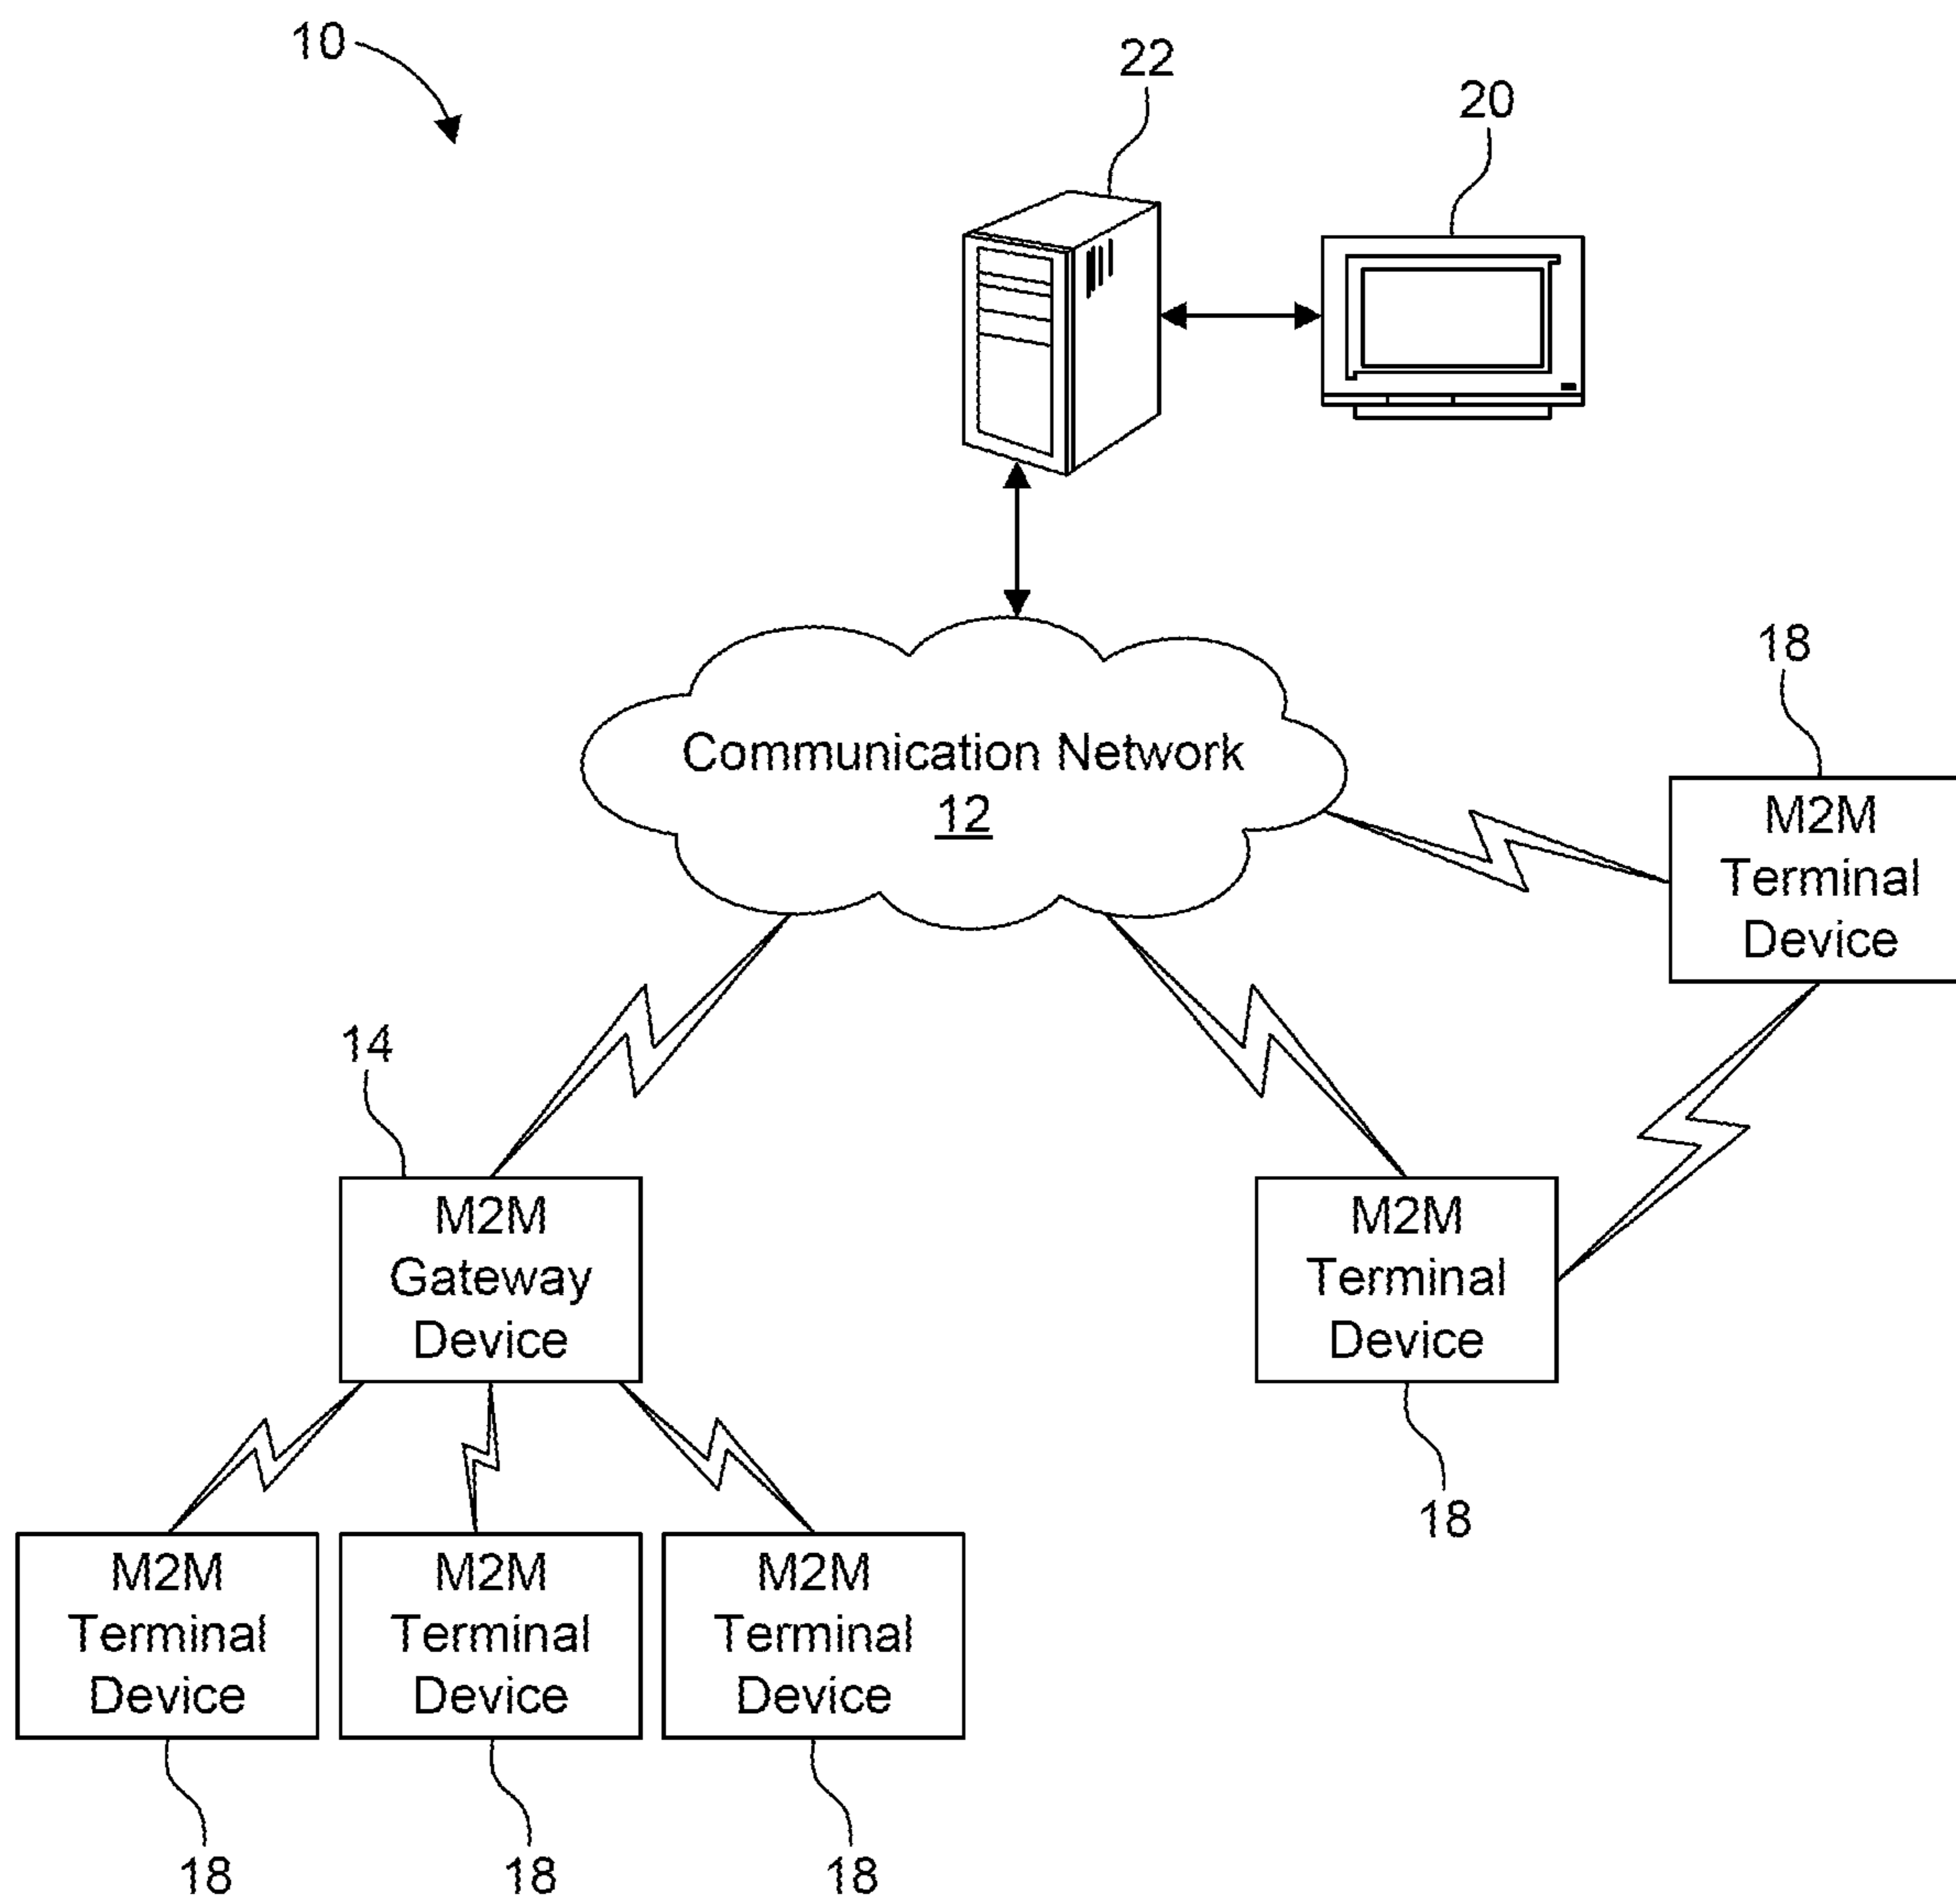 10
22
20
Communication Network
12
18
M2M
Terminal
Device
14
M2M
Gateway
Device
M2M
Terminal
Device
18
M2M
Terminal
Device
M2M
Terminal
Device
M2M
Terminal
Device
18
18
18